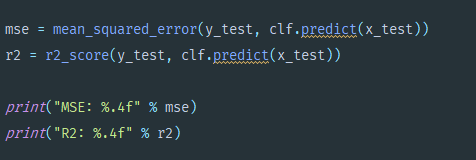 mse = mean_squared_error(y_test, clf.predict(x_test))
r2 = r2_score(y_test, clf.predict(x_test))
print("MSE: %.4f" % mse)
print("R2: %.4f" % r2)